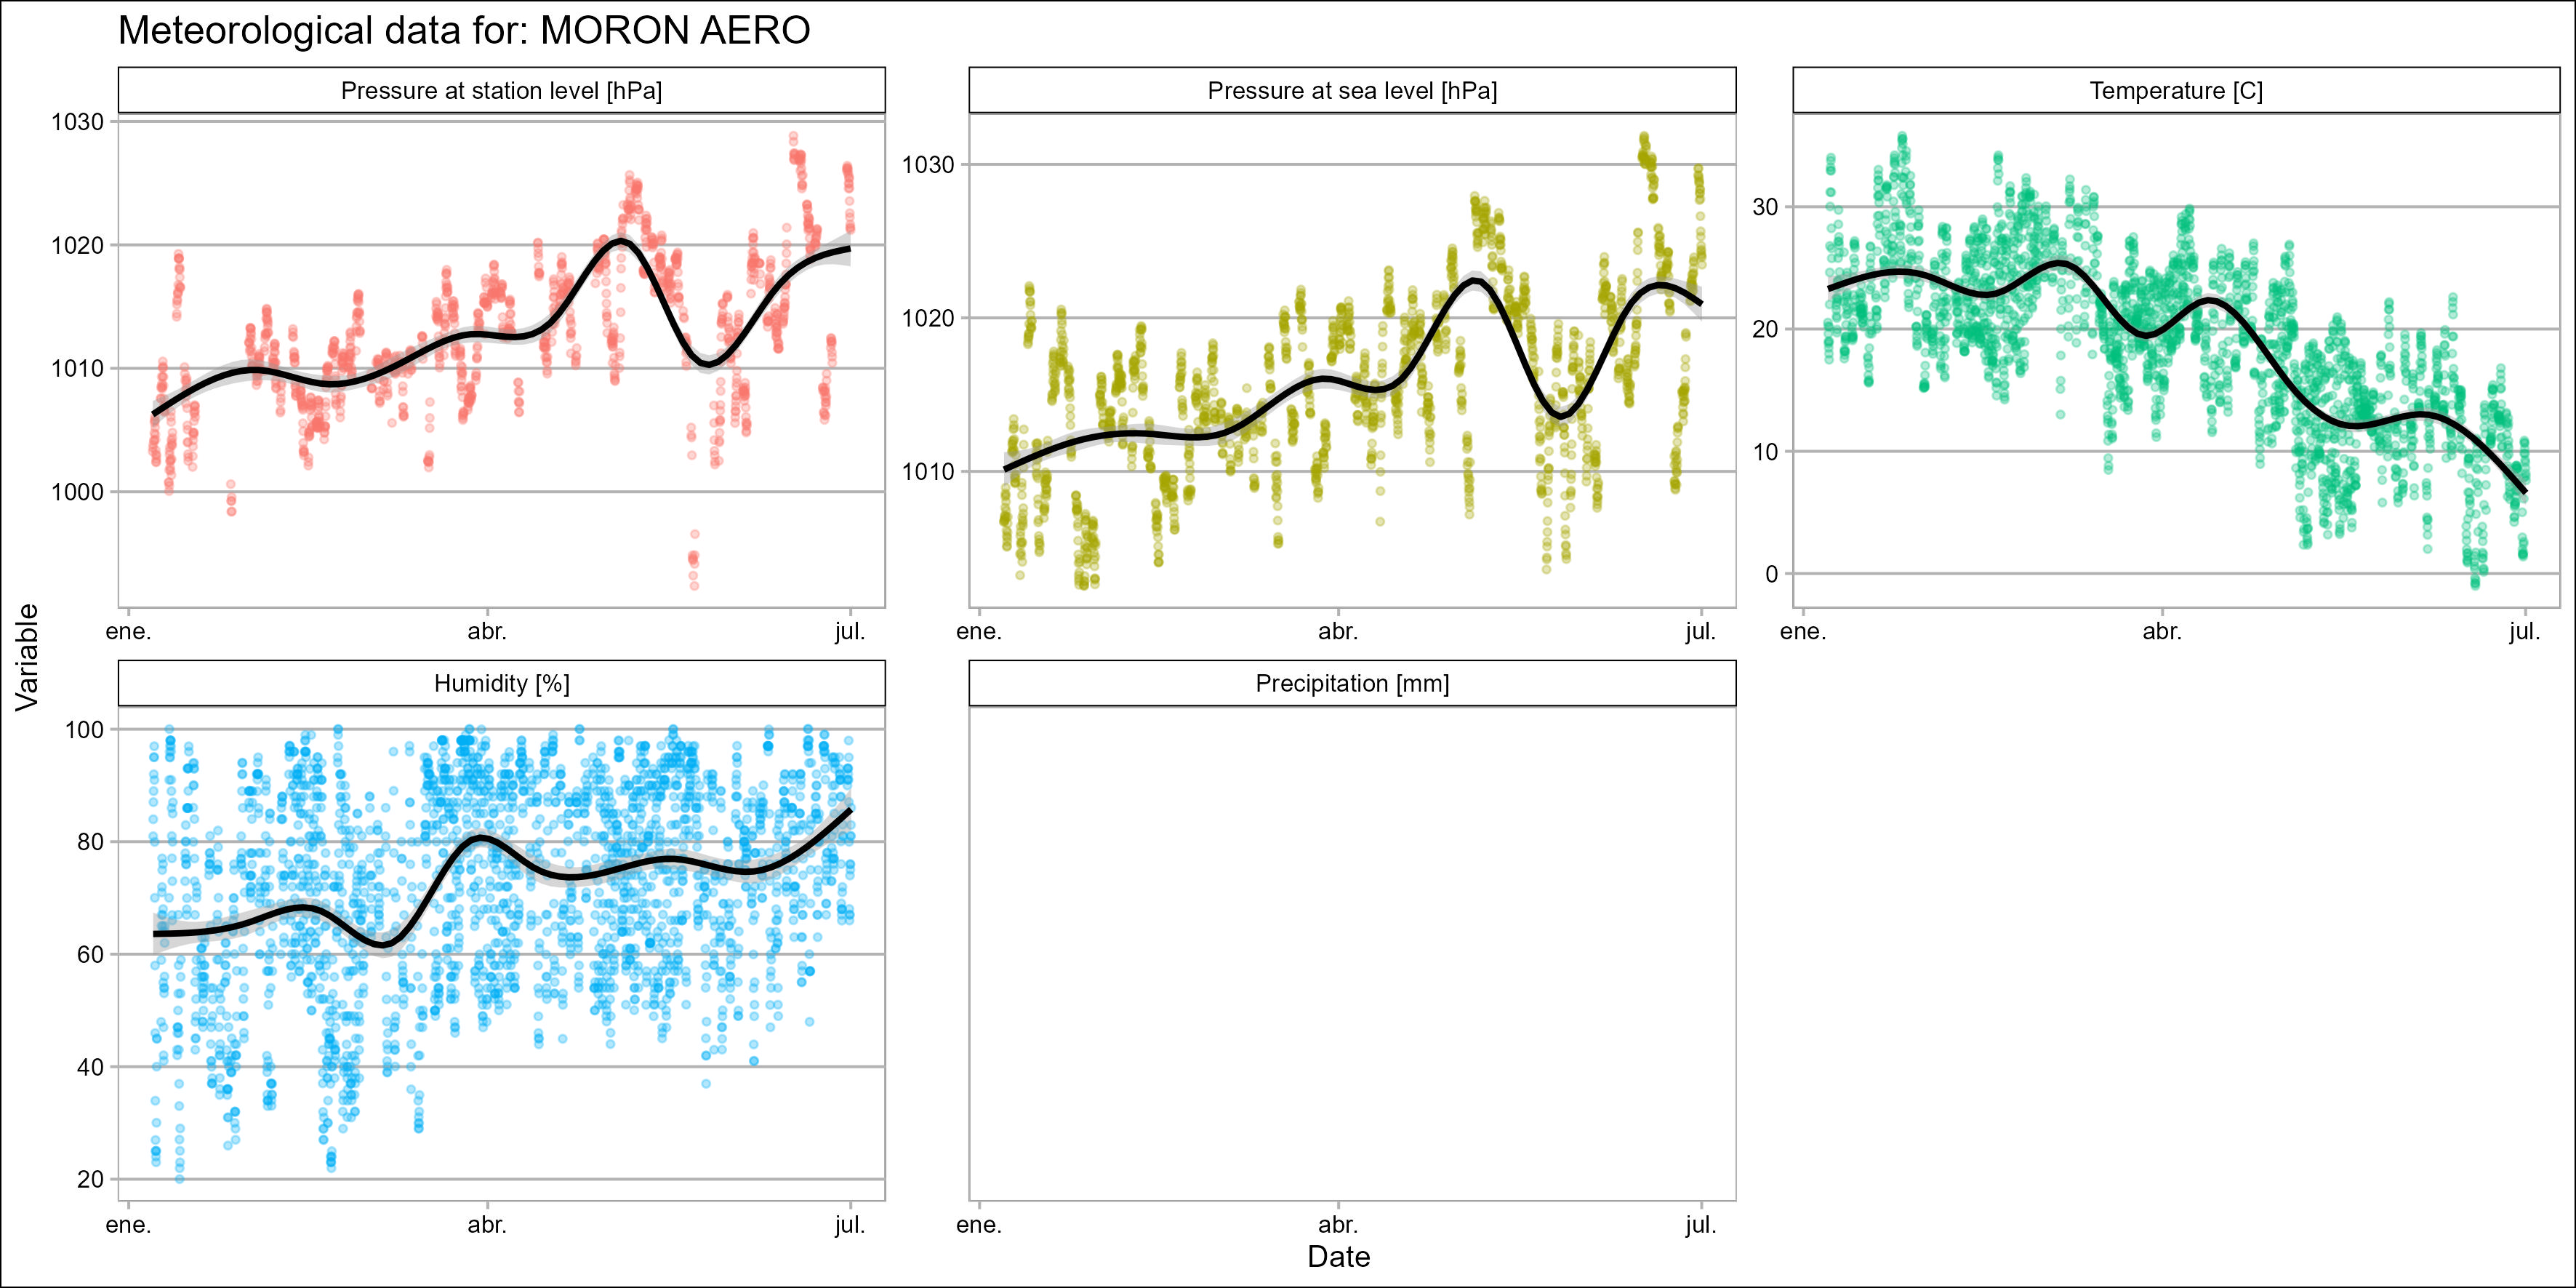 Meteorological data for: MORON AERO
Pressure at station level [hPa]
Pressure at sea level [hPa]
Temperature [C]
1030
1020
1010
1000
1030
1020
1010
30
20
10
0
ene. abr. jul.
ene. abr. jul.
ene. abr. jul.
Variable
Humidity [%]
Precipitation [mm]
100
80
60
40
20
ene. abr. jul.
ene. abr. jul.
Date